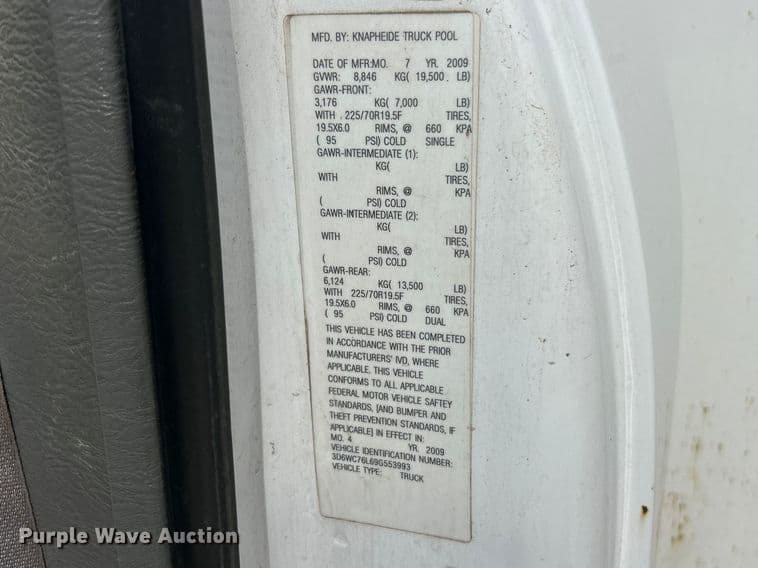 MFD. BY: KNAPHEIDE TRUCK POOL
DATE OF MFR:MO. 7 YR. 2009
GVWR: 8,846 KG( 19,500 LB)
GAWR-FRONT:
3,176 KG( 7,000 LB)
WITH . 225/70R19.5F TIRES,
19.5X6.0 RIMS, @ 660 KPA
( 95 PSI) COLD SINGLE
GAWR-INTERMEDIATE (1):
KG( LB)
WITH TIRES,
RIMS, @ KPA
( PSI) COLD
GAWR-INTERMEDIATE (2):
KG( LB)
WITH TIRES,
RIMS, @ KPA
( PSI) COLD
GAWR-REAR:
6,124 KG( 13,500 LB)
WITH 225/70R19.5F TIRES,
19.5X6.0 RIMS, @ 660 KPA
( 95 PSI) COLD DUAL
THIS VEHICLE HAS BEEN COMPLETED
IN ACCORDANCE WITH THE PRIOR
MANUFACTURERS' IVD, WHERE
APPLICABLE. THIS VEHICLE
CONFORMS TO ALL APPLICABLE
FEDERAL MOTOR VEHICLE SAFTEY
STANDARDS, [AND BUMPER AND
THEFT PREVENTION STANDARDS, IF
APPLICABLE] IN EFFECT IN:
MO. 4 YR. 2009
VEHICLE IDENTIFICATION NUMBER:
3D6WC76L69G553993
VEHICLE TYPE: TRUCK
Purple Wave Auction